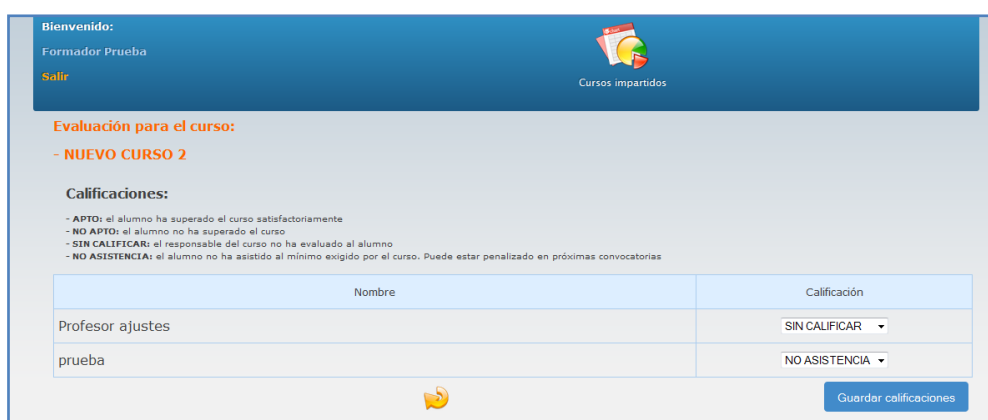 Bienvenido:
Formador Prueba
Salir
Cursos impartidos
Evaluación para el curso:
- NUEVO CURSO 2
Calificaciones:
- APTO: el alumno ha superado el curso satisfactoriamente
- NO APTO: el alumno no ha superado el curso
- SIN CALIFICAR: el responsable del curso no ha evaluado al alumno
- NO ASISTENCIA: el alumno no ha asistido al mínimo exigido por el curso. Puede estar penalizado en próximas convocatorias
Nombre Calificación
Profesor ajustes SIN CALIFICAR
prueba NO ASISTENCIA
Guardar calificaciones